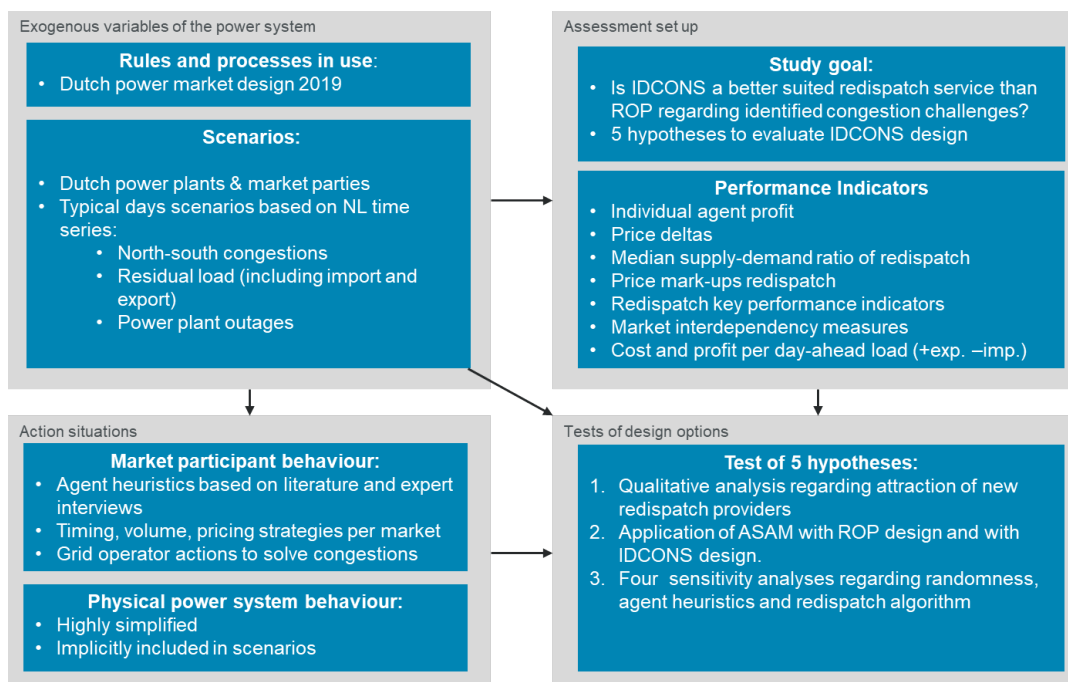 Exogenous variables of the power system
Rules and processes in use:
• Dutch power market design 2019
Scenarios:
• Dutch power plants & market parties
• Typical days scenarios based on NL time
series:
• North-south congestions
• Residual load (including import and
export)
• Power plant outages
Assessment set up
Study goal:
• Is IDCONS a better suited redispatch service than
ROP regarding identified congestion challenges?
• 5 hypotheses to evaluate IDCONS design
Performance Indicators
• Individual agent profit
• Price deltas
• Median supply-demand ratio of redispatch
• Price mark-ups redispatch
• Redispatch key performance indicators
• Market interdependency measures
• Cost and profit per day-ahead load (+exp. –imp.)
Action situations
Market participant behaviour:
• Agent heuristics based on literature and expert
interviews
• Timing, volume, pricing strategies per market
• Grid operator actions to solve congestions
Physical power system behaviour:
• Highly simplified
• Implicitly included in scenarios
Tests of design options
Test of 5 hypotheses:
1. Qualitative analysis regarding attraction of new
redispatch providers
2. Application of ASAM with ROP design and with
IDCONS design.
3. Four sensitivity analyses regarding randomness,
agent heuristics and redispatch algorithm